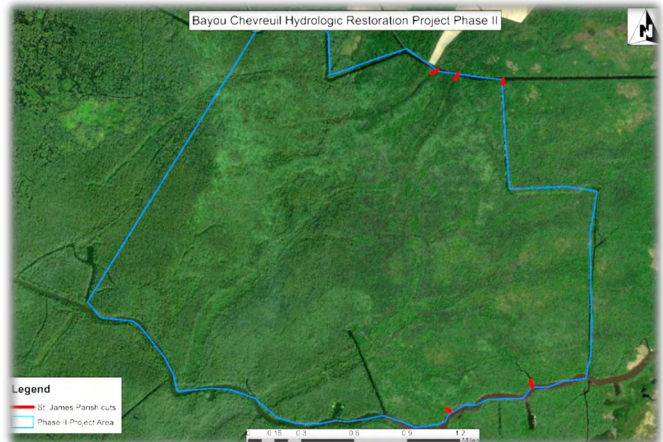 Bayou Chevreuil Hydrologic Restoration Project Phase II
N
Legend
St. James Parish cuts
Phase II Project Area
0 0.15 0.3 0.6 0.9 1.2
Miles